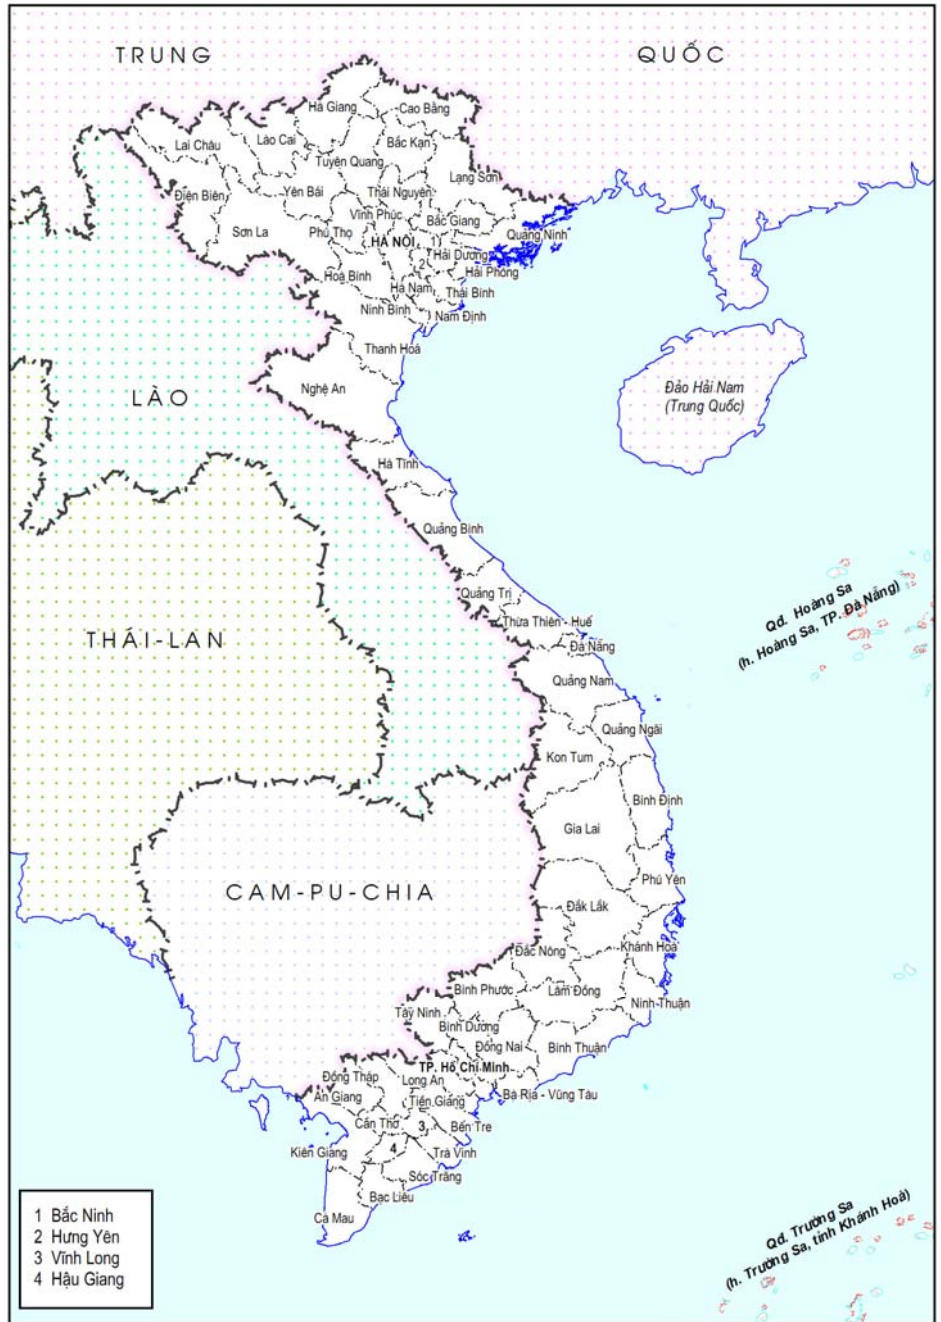 TRUNG
QUỐC
Hà Giang
Cao Bằng
Lai Châu
Lào Cai
Bắc Kạn
Tuyên Quang
Lạng Sơn
Điện Biên
Yên Bái
Thái Nguyên
Vĩnh Phúc
Bắc Giang
Sơn La
Phú Thọ
HÀ NỘI
1
Quảng Ninh
Hải Dương
2
Hải Phòng
Hoà Bình
Hà Nam
Thái Bình
Ninh Bình
Nam Định
Thanh Hoá
Nghệ An
LÀO
Đảo Hải Nam
(Trung Quốc)
Hà Tĩnh
Quảng Bình
Quảng Trị
Thừa Thiên - Huế
Qđ. Hoàng Sa
(h. Hoàng Sa, TP. Đà Nẵng)
THÁI-LAN
Đà Nẵng
Quảng Nam
Quảng Ngãi
Kon Tum
Bình Định
Gia Lai
CAM-PU-CHIA
Phú Yên
Đắk Lắk
Khánh Hoà
Đắc Nông
Bình Phước
Lâm Đồng
Ninh Thuận
Tây Ninh
Bình Dương
Đồng Nai
Bình Thuận
TP. Hồ Chí Minh
Đồng Tháp
Long An
An Giang
Tiền Giang
Bà Rịa - Vũng Tàu
Cần Thơ
3
Bến Tre
Kiên Giang
4
Trà Vinh
Sóc Trăng
Bạc Liêu
Cà Mau
Qđ. Trường Sa
(h. Trường Sa, tỉnh Khánh Hoà)
1 Bắc Ninh
2 Hưng Yên
3 Vĩnh Long
4 Hậu Giang